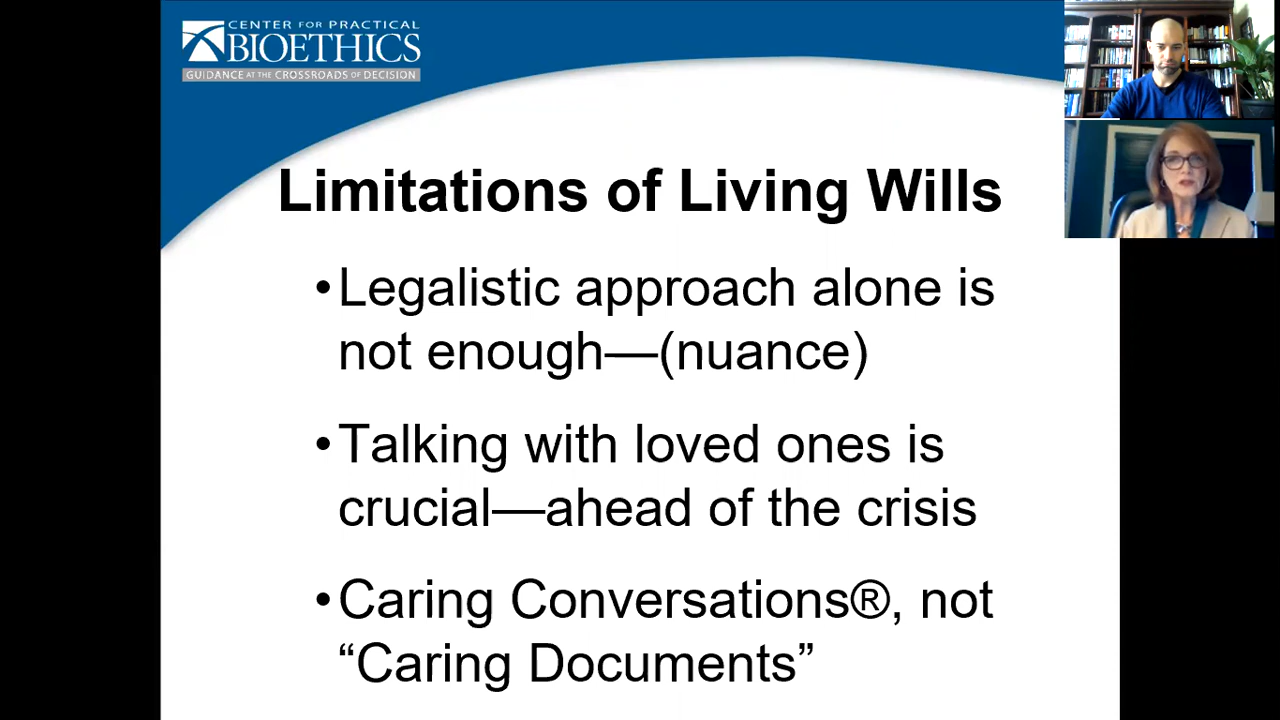 CENTER FOR PRACTICAL
BIOETHICS
GUIDANCE AT THE CROSSROADS OF DECISION
Limitations of Living Wills
•Legalistic approach alone is
not enough—(nuance)
•Talking with loved ones is
crucial—ahead of the crisis
•Caring Conversations®, not
“Caring Documents”